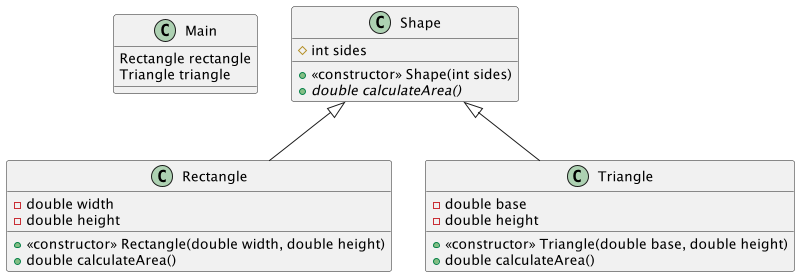 C Main
Rectangle rectangle
Triangle triangle
C Shape
int sides
«constructor» Shape(int sides)
double calculateArea()
C Rectangle
double width
double height
«constructor» Rectangle(double width, double height)
double calculateArea()
C Triangle
double base
double height
«constructor» Triangle(double base, double height)
double calculateArea()